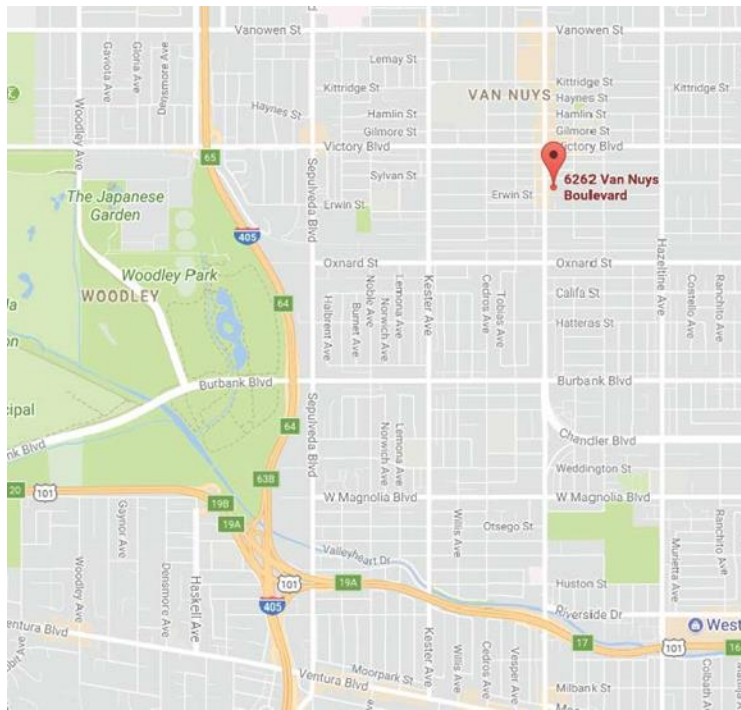 Vanowen St
Vanowen St
Gaviota Ave
Gloria Ave
Densmore Ave
Lemay St
Kittridge St
Kittridge St
Kittridge St
Haynes St
VAN NUYS
Haynes St
Hamlin St
Hamlin St
Gilmore St
Gilmore St
Woodley Ave
Victory Blvd
Victory Blvd
65
Sepulveda Blvd
Sylvan St
6262 Van Nuys
Boulevard
The Japanese
Garden
Erwin St
Erwin St
405
Hazeltine Ave
Woodley Park
Oxnard St
Oxnard St
WOODLEY
64
Halbrent Ave
Burnet Ave
Noble Ave
Norwich Ave
Lemona Ave
Kester Ave
Cedros Ave
Tobias Ave
Califa St
Costello Ave
Ranchito Ave
Hatteras St
Burbank Blvd
Burbank Blvd
cipal
nk Blvd
64
Sepulveda Blvd
Norwich Ave
Lemona Ave
Chandler Blvd
Weddington St
63B
20
101
19B
19A
W Magnolia Blvd
W Magnolia Blvd
Gaynor Ave
Willis Ave
Otsego St
Murietta Ave
Ranchito Ave
Valleyheart Dr
Woodley Ave
Densmore Ave
Haskell Ave
101
19A
Huston St
405
Riverside Dr
West
entura Blvd
Ave
Kester Ave
Willis Ave
Cedros Ave
Vesper Ave
17
101
16
Moorpark St
Ventura Blvd
Milbank St
Colbath Ave